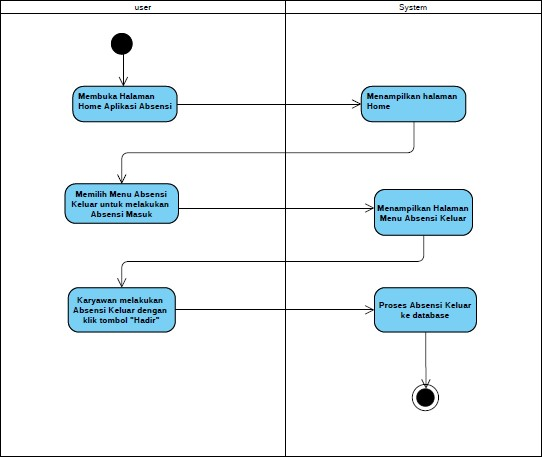 user
System
Membuka Halaman
Home Aplikasi Absensi
Menampilkan halaman
Home
Memilih Menu Absensi
Keluar untuk melakukan
Absensi Masuk
Menampilkan Halaman
Menu Absensi Keluar
Karyawan melakukan
Absensi Keluar dengan
klik tombol "Hadir"
Proses Absensi Keluar
ke database